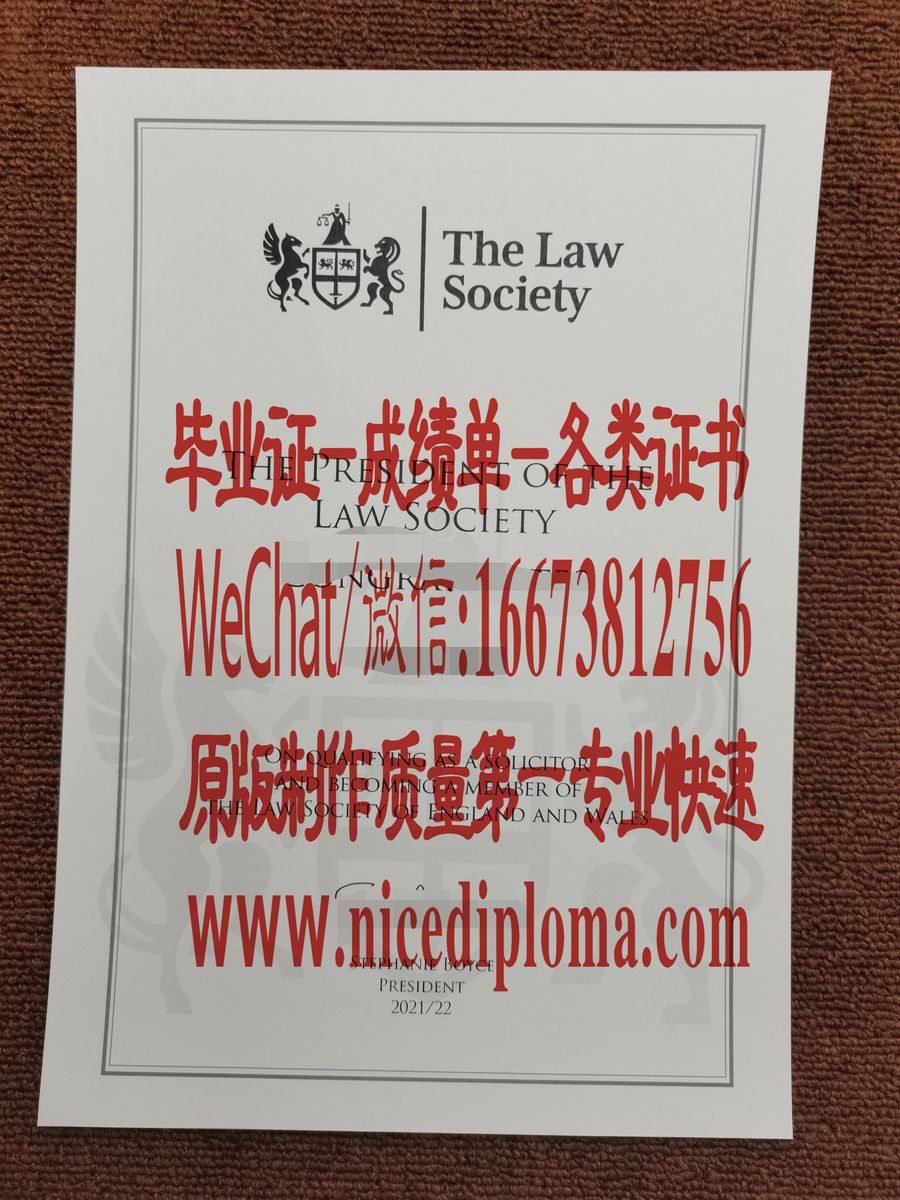 The Law
Society
毕业证-成绩单-各类证书
THE PRESIDENT OF THE
LAW SOCIETY
WeChat/微信:16673812756
原版制作质量第一专业快速
ON QUALIFYING AS A SOLICITOR
AND BECOMING A MEMBER OF
THE LAW SOCIETY OF ENGLAND AND WALES
www.nicediploma.com
STEPHANIE BOYCE
PRESIDENT
2021/22